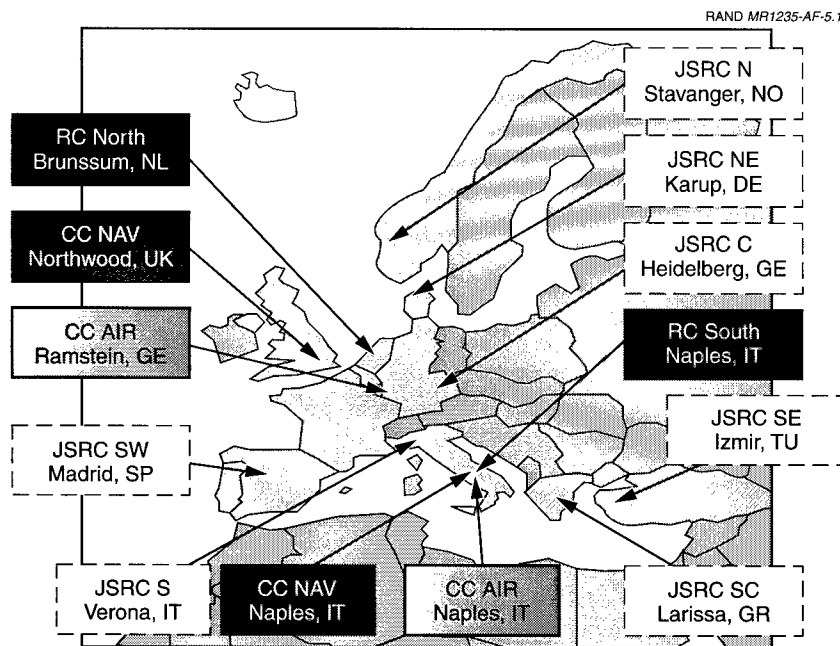 RAND MR1235-AF-5.1
JSRC N
Stavanger, NO
RC North
Brunssum, NL
JSRC NE
Karup, DE
CC NAV
Northwood, UK
JSRC C
Heidelberg, GE
CC AIR
Ramstein, GE
RC South
Naples, IT
JSRC SE
Izmir, TU
JSRC SW
Madrid, SP
JSRC S
Verona, IT
CC NAV
Naples, IT
CC AIR
Naples, IT
JSRC SC
Larissa, GR